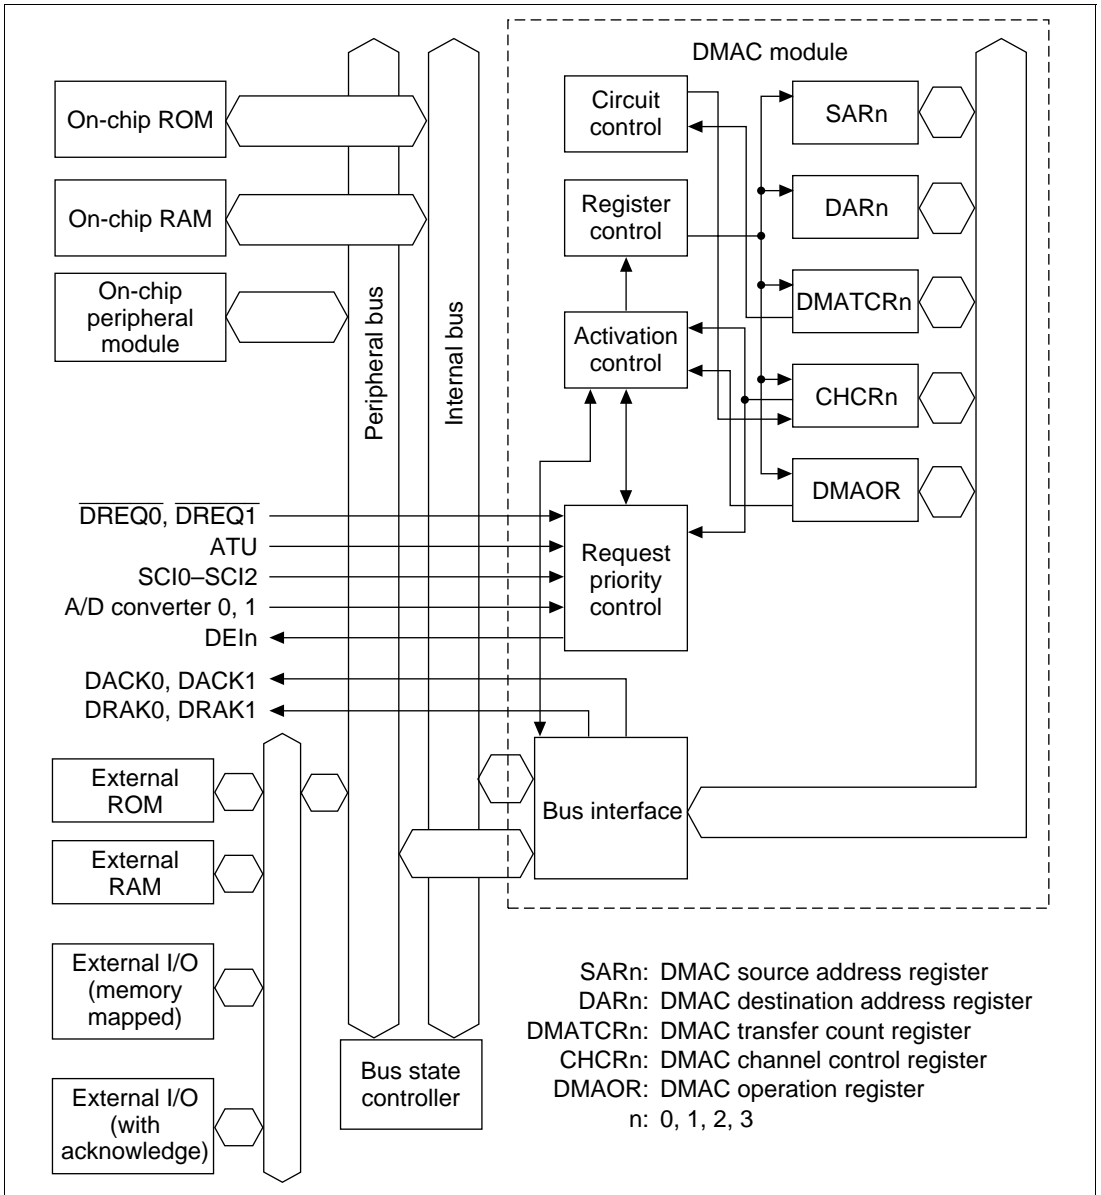 DMAC module
On-chip ROM
On-chip RAM
On-chip
peripheral
module
Peripheral bus
Internal bus
Circuit
control
Register
control
Activation
control
Request
priority
control
SARn
DARn
DMATCRn
CHCRn
DMAOR
DREQ0, DREQ1
ATU
SCI0–SCI2
A/D converter 0, 1
DEIn
DACK0, DACK1
DRAK0, DRAK1
External
ROM
External
RAM
External I/O
(memory
mapped)
External I/O
(with
acknowledge)
Bus interface
Bus state
controller
SARn: DMAC source address register
DARn: DMAC destination address register
DMATCRn: DMAC transfer count register
CHCRn: DMAC channel control register
DMAOR: DMAC operation register
n: 0, 1, 2, 3